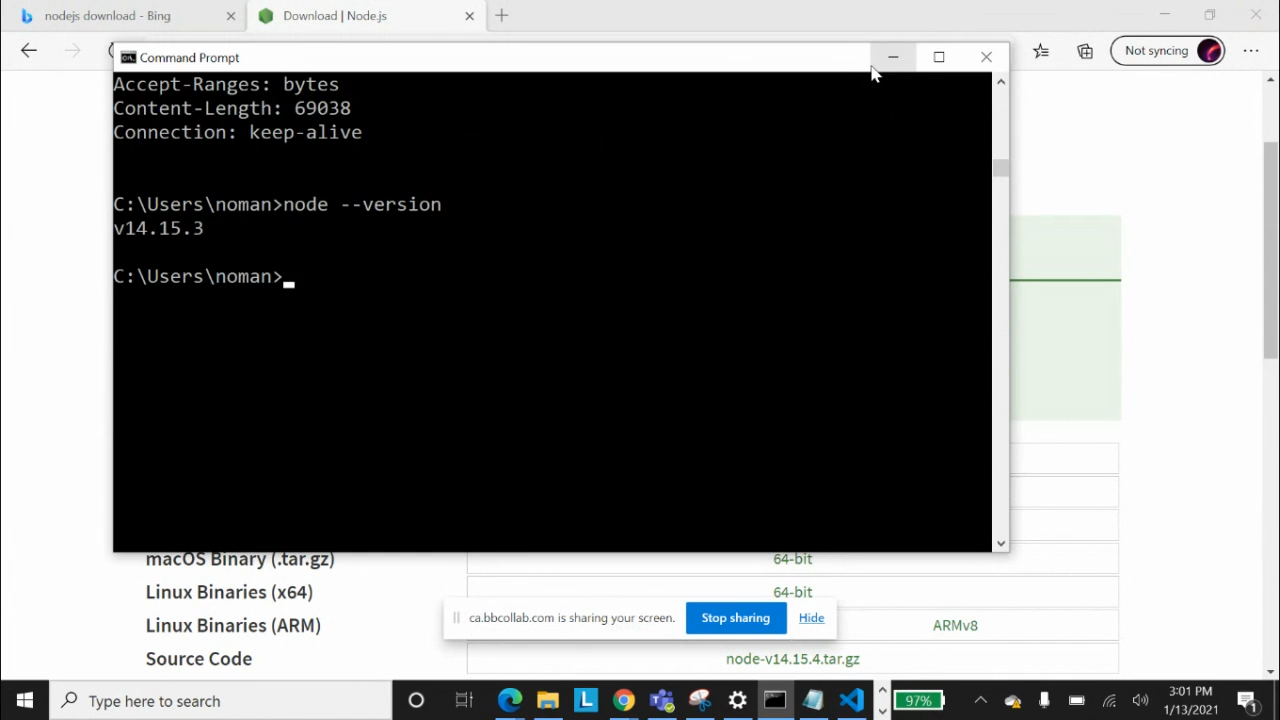 nodejs download - Bing
Download | Node.js
Not syncing
Command Prompt
Accept-Ranges: bytes
Content-Length: 69038
Connection: keep-alive
C:\Users\noman>node --version
v14.15.3
C:\Users\noman>
macOS Binary (.tar.gz)
64-bit
Linux Binaries (x64)
64-bit
Linux Binaries (ARM)
ARMv8
Source Code
node-v14.15.4.tar.gz
ca.bbcollab.com is sharing your screen.
Stop sharing
Hide
Type here to search
97%
3:01 PM
1/13/2021
1